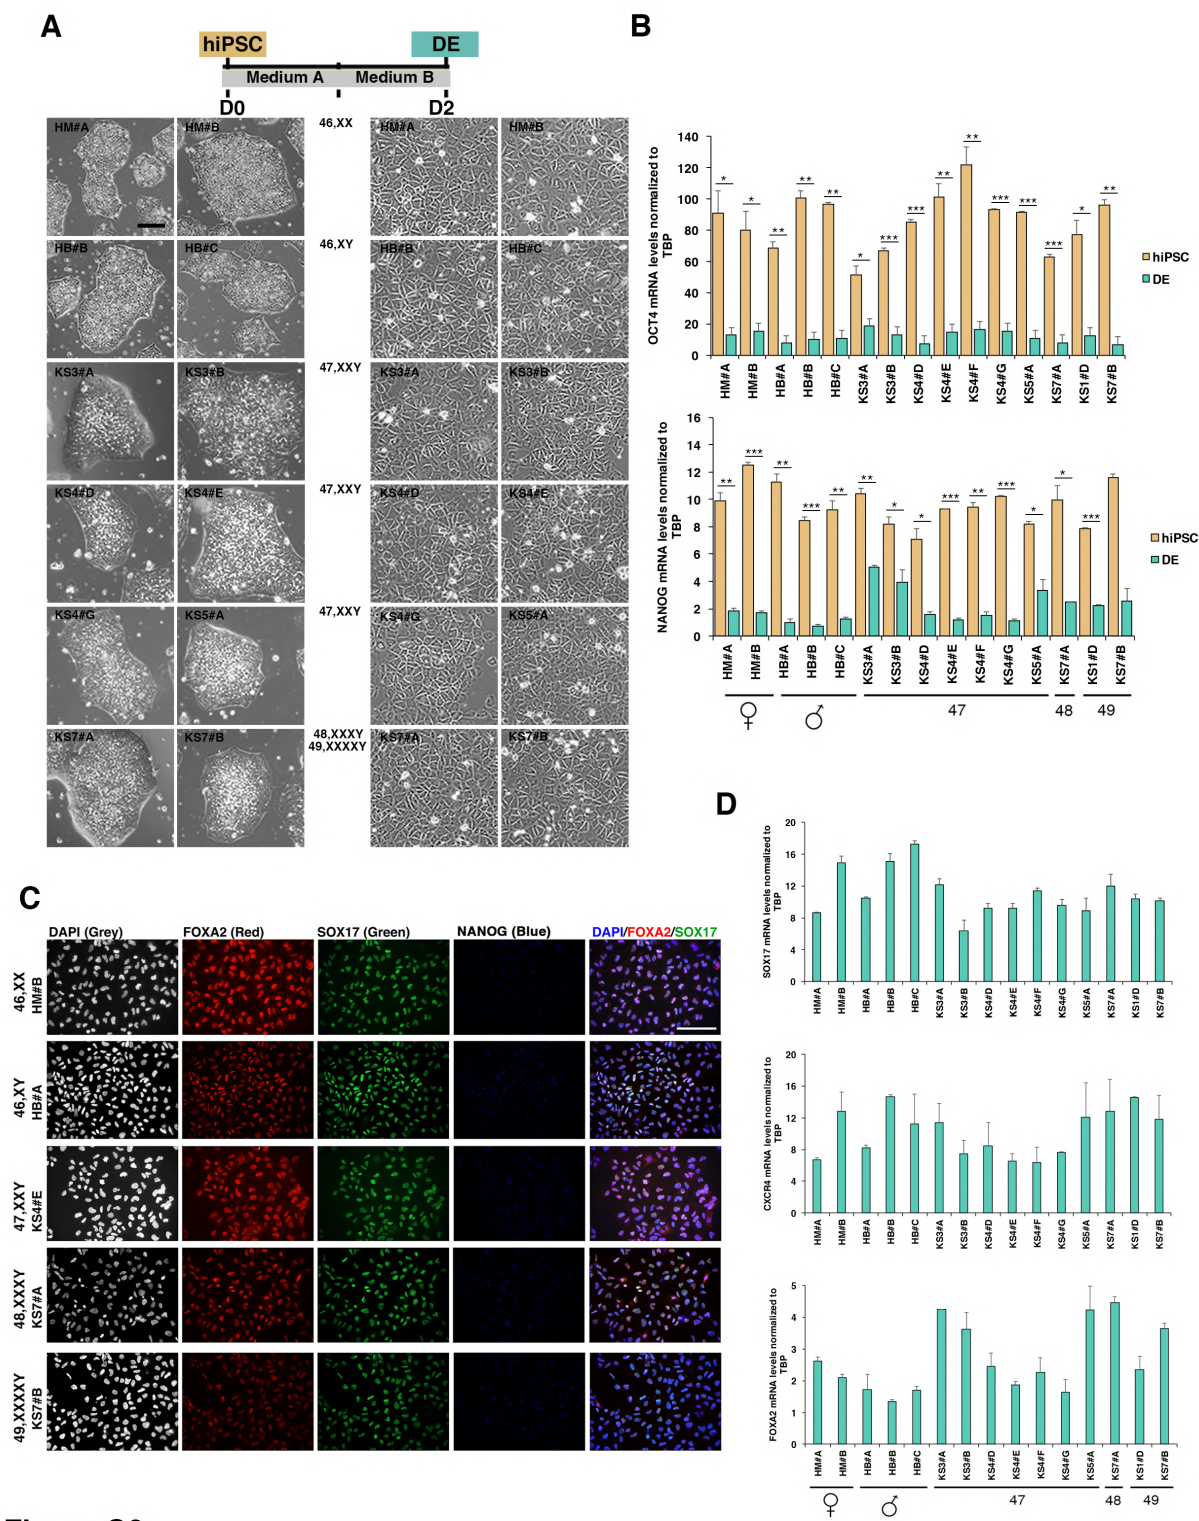 A
hiPSC
DE
Medium A
Medium B
D0
D2
HM#A
HM#B
46,XX
HM#A
HM#B
HB#B
HB#C
46,XY
HB#B
HB#C
KS3#A
KS3#B
47,XXY
KS3#A
KS3#B
KS4#D
KS4#E
47,XXY
KS4#D
KS4#E
KS4#G
KS5#A
47,XXY
KS4#G
KS5#A
KS7#A
KS7#B
48,XXXY
49,XXXXY
KS7#A
KS7#B
B
OCT4 mRNA levels normalized to
TBP
140
120
100
80
60
40
20
0
* * ** ** ** * *** *** ** ** *** *** *** * **
hiPSC
DE
HM#A HM#B HB#A HB#B HB#C KS3#A KS3#B KS4#D KS4#E KS4#F KS4#G KS5#A KS7#A KS1#D KS7#B
NANOG mRNA levels normalized to
TBP
16
14
12
10
8
6
4
2
0
** *** ** *** ** ** * * *** ** *** * * ***
hiPSC
DE
HM#A HM#B HB#A HB#B HB#C KS3#A KS3#B KS4#D KS4#E KS4#F KS4#G KS5#A KS7#A KS1#D KS7#B
♀ ♂ 47 48 49
C
DAPI (Grey) FOXA2 (Red) SOX17 (Green) NANOG (Blue) DAPI/FOXA2/SOX17
46,XX
HM#B
46,XY
HB#A
47,XXY
KS4#E
48,XXXY
KS7#A
49,XXXXY
KS7#B
D
SOX17 mRNA levels normalized to
TBP
20
16
12
8
4
0
HM#A HM#B HB#A HB#B HB#C KS3#A KS3#B KS4#D KS4#E KS4#F KS4#G KS5#A KS7#A KS1#D KS7#B
CXCR4 mRNA levels normalized to
TBP
20
16
12
8
4
0
HM#A HM#B HB#A HB#B HB#C KS3#A KS3#B KS4#D KS4#E KS4#F KS4#G KS5#A KS7#A KS1#D KS7#B
FOXA2 mRNA levels normalized to
TBP
5
4
3
2
1
0
HM#A HM#B HB#A HB#B HB#C KS3#A KS3#B KS4#D KS4#E KS4#F KS4#G KS5#A KS7#A KS1#D KS7#B
♀ ♂ 47 48 49